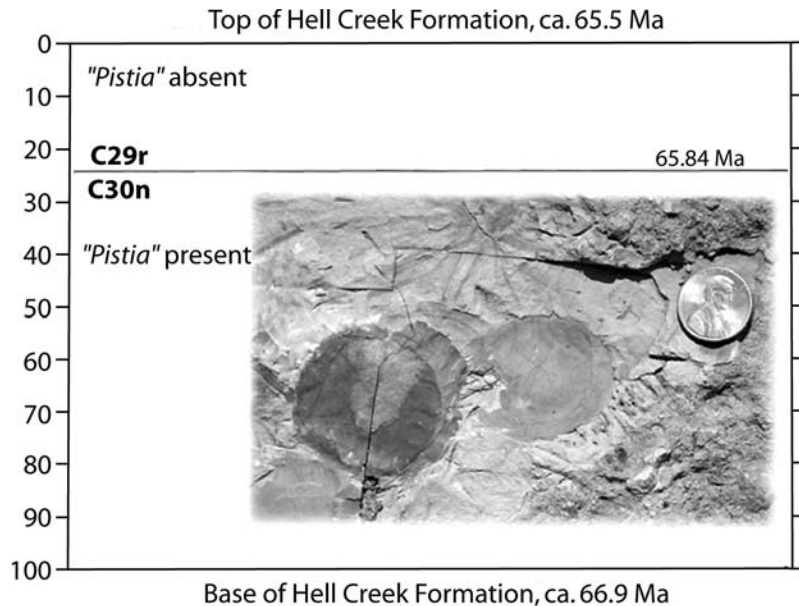 Top of Hell Creek Formation, ca. 65.5 Ma
0
"Pistia" absent
10
20
C29r
65.84 Ma
C30n
30
40
"Pistia" present
50
60
70
80
90
100
Base of Hell Creek Formation, ca. 66.9 Ma